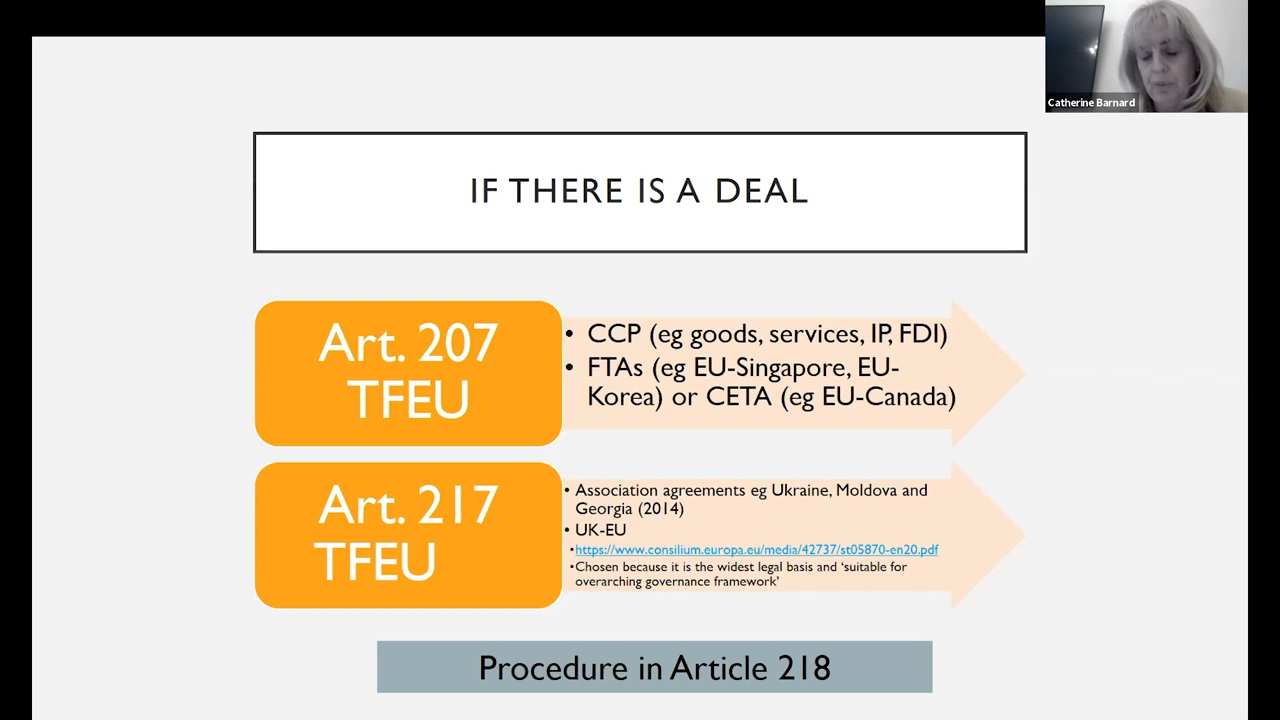 Catherine Barnard
IF THERE IS A DEAL
Art. 207
TFEU
• CCP (eg goods, services, IP, FDI)
• FTAs (eg EU-Singapore, EU-
Korea) or CETA (eg EU-Canada)
Art. 217
TFEU
• Association agreements eg Ukraine, Moldova and
Georgia (2014)
• UK-EU
• https://www.consilium.europa.eu/media/42737/st05870-en20.pdf
• Chosen because it is the widest legal basis and ‘suitable for
overarching governance framework’
Procedure in Article 218